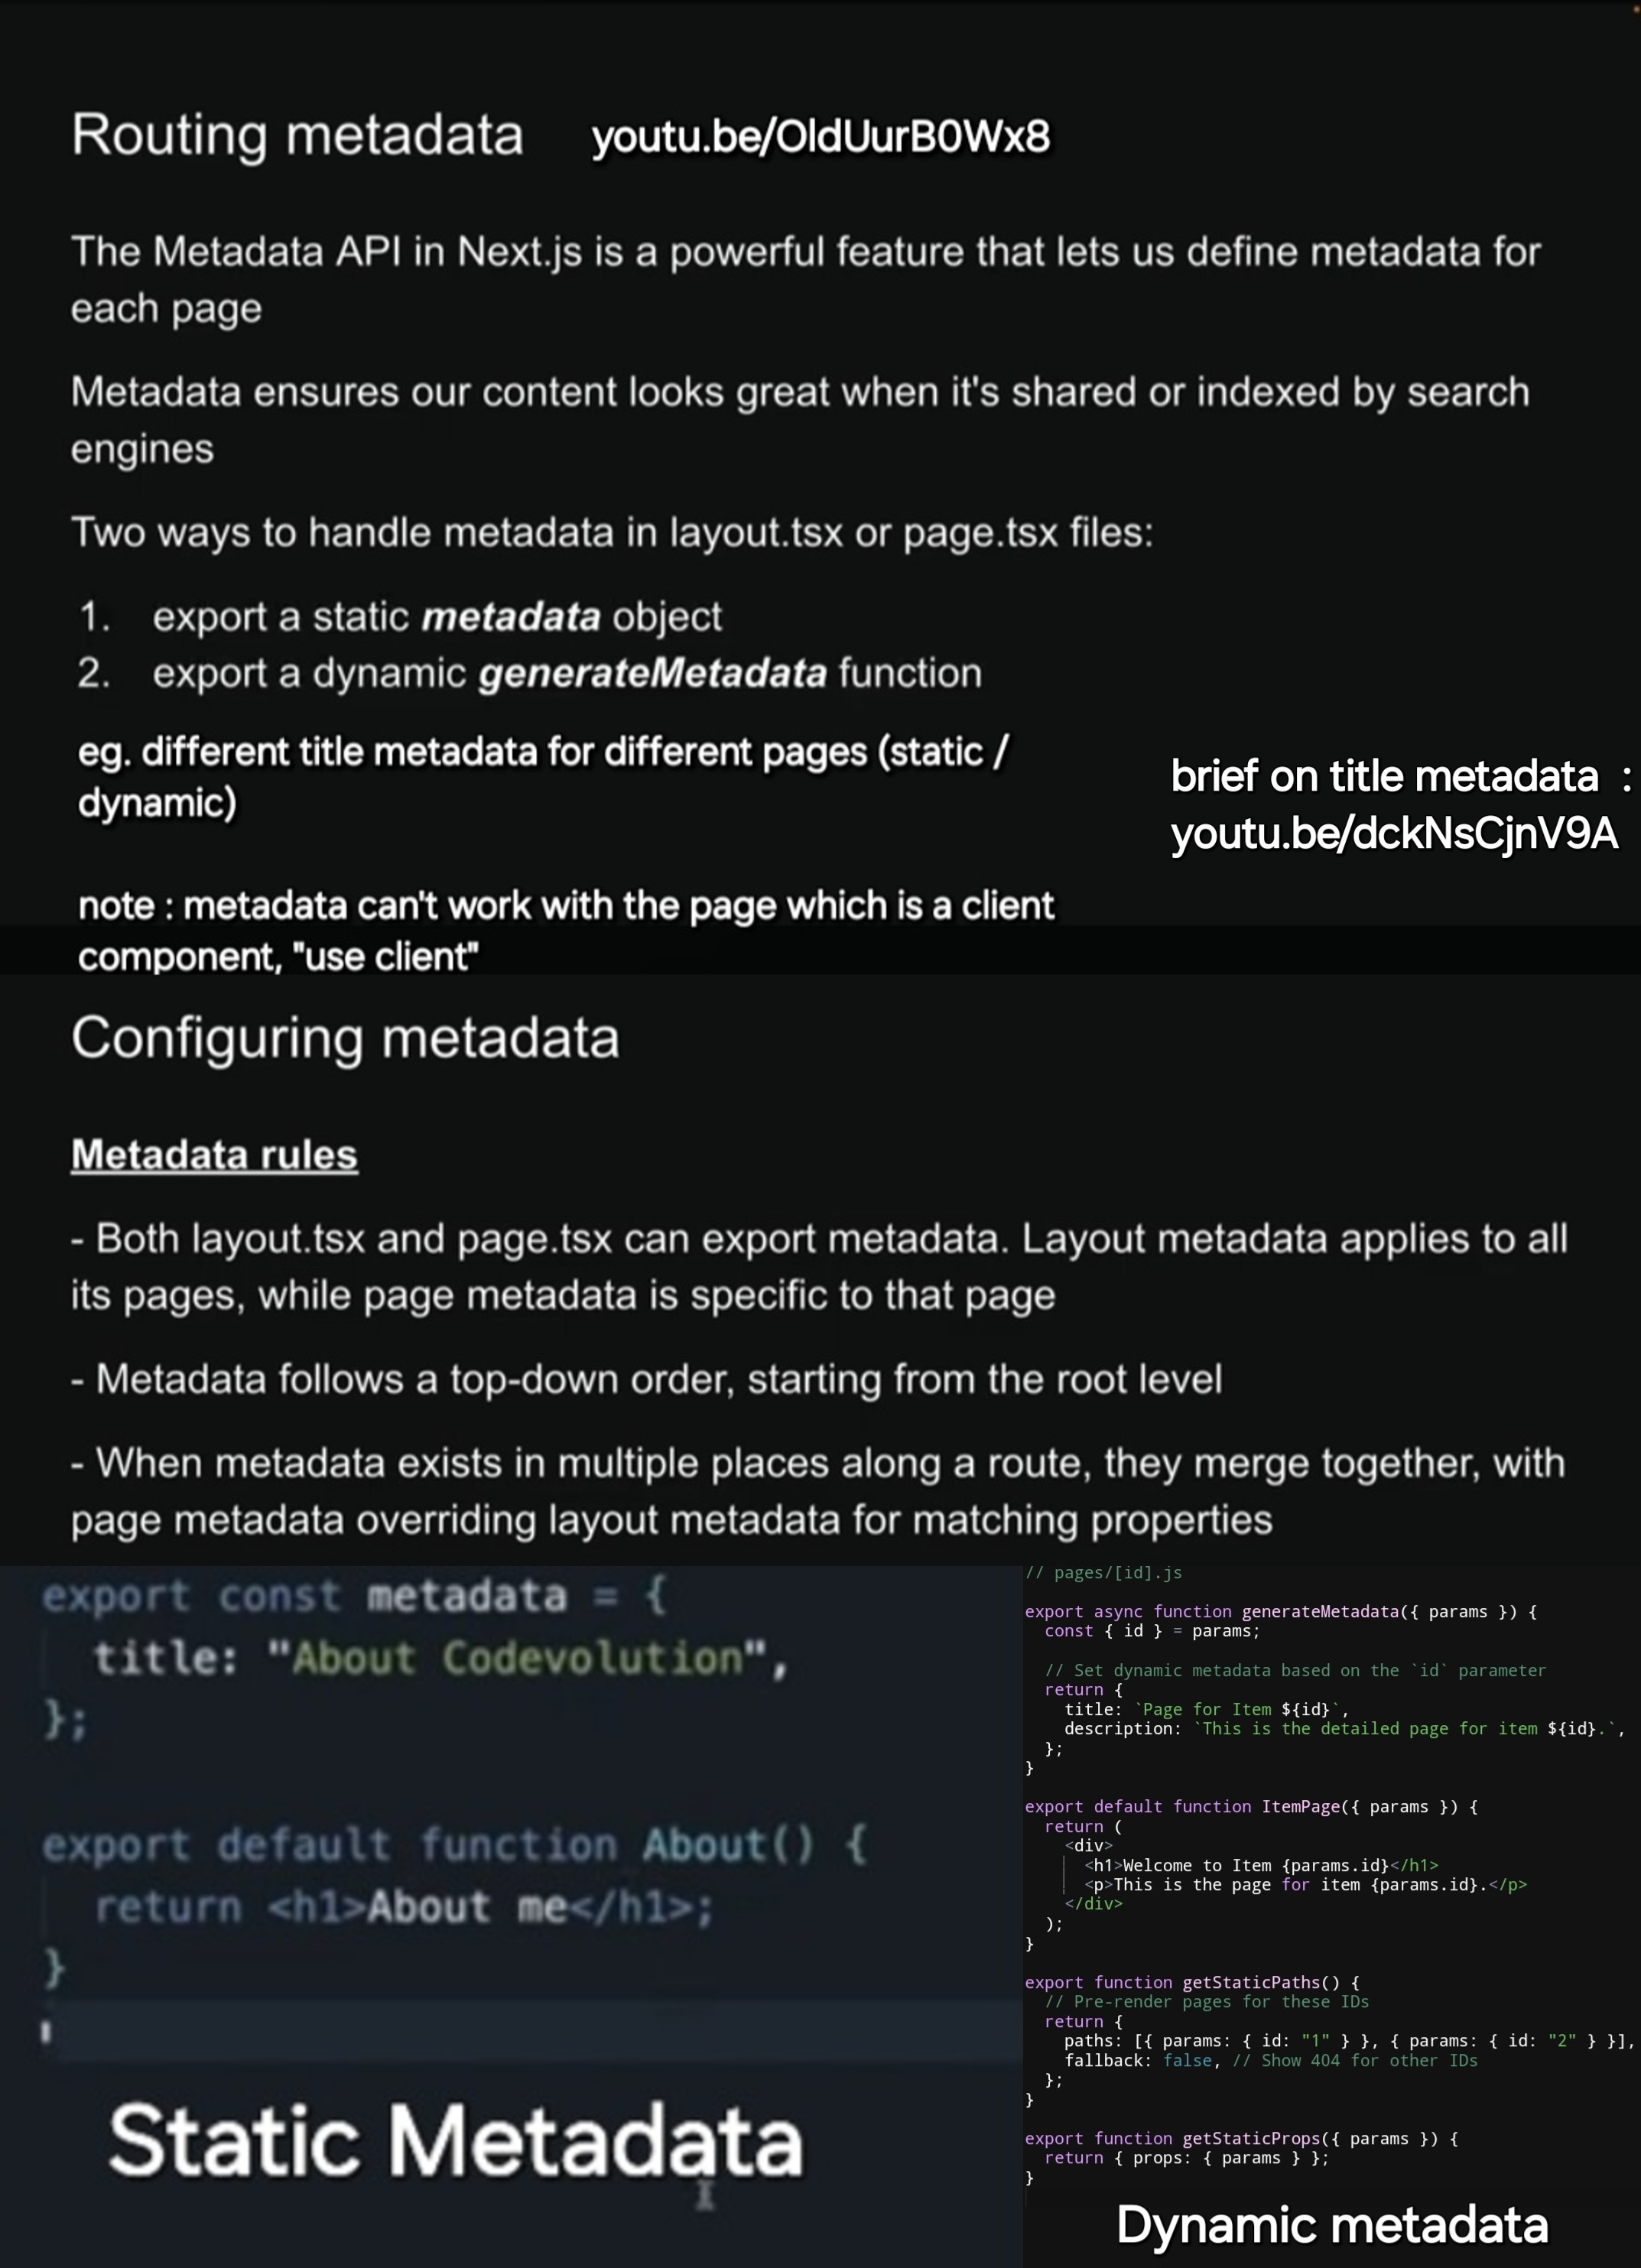 Routing metadata youtu.be/OldUurB0Wx8
The Metadata API in Next.js is a powerful feature that lets us define metadata for
each page
Metadata ensures our content looks great when it's shared or indexed by search
engines
Two ways to handle metadata in layout.tsx or page.tsx files:
1. export a static metadata object
2. export a dynamic generateMetadata function
eg. different title metadata for different pages (static /
dynamic)
brief on title metadata :
youtu.be/dckNsCjnV9A
note : metadata can't work with the page which is a client
component, "use client"
Configuring metadata
Metadata rules
- Both layout.tsx and page.tsx can export metadata. Layout metadata applies to all
its pages, while page metadata is specific to that page
- Metadata follows a top-down order, starting from the root level
- When metadata exists in multiple places along a route, they merge together, with
page metadata overriding layout metadata for matching properties
export const metadata = {
title: "About Codevolution",
};
export default function About() {
return <h1>About me</h1>;
}
Static Metadata
// pages/[id].js
export async function generateMetadata({ params }) {
const { id } = params;
// Set dynamic metadata based on the `id` parameter
return {
title: `Page for Item ${id}`,
description: `This is the detailed page for item ${id}.`,
};
}
export default function ItemPage({ params }) {
return (
<div>
<h1>Welcome to Item {params.id}</h1>
<p>This is the page for item {params.id}.</p>
</div>
);
}
export function getStaticPaths() {
// Pre-render pages for these IDs
return {
paths: [{ params: { id: "1" } }, { params: { id: "2" } }],
fallback: false, // Show 404 for other IDs
};
}
export function getStaticProps({ params }) {
return { props: { params } };
}
Dynamic metadata